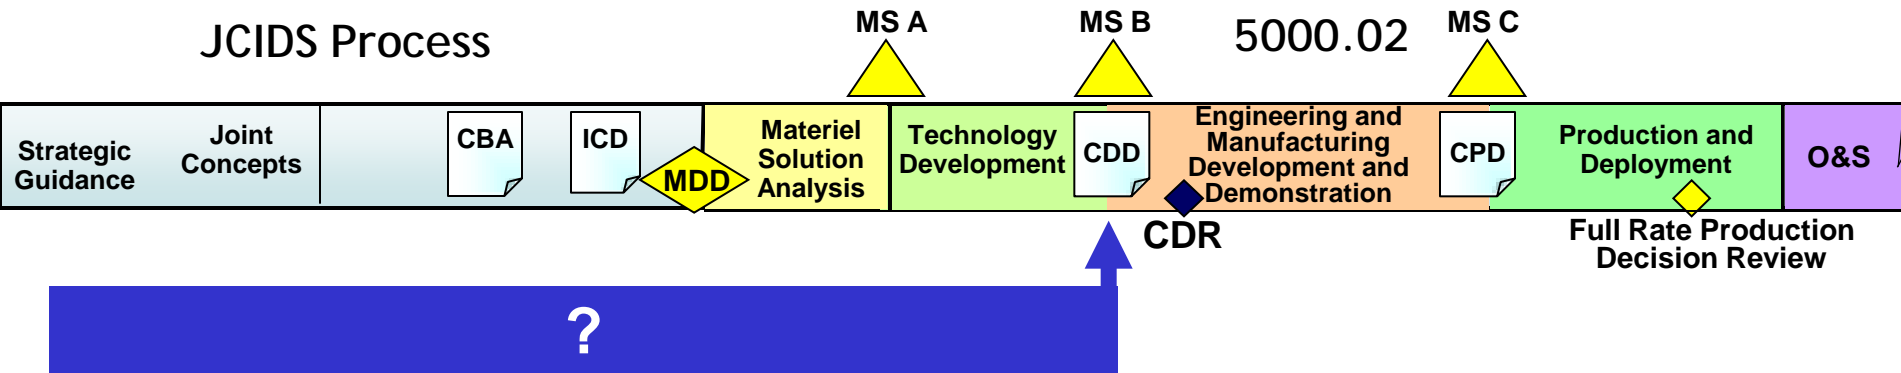 JCIDS Process
MS A
MS B
5000.02
MS C
Strategic
Guidance
Joint
Concepts
CBA
ICD
MDD
Materiel
Solution
Analysis
Technology
Development
CDD
Engineering and
Manufacturing
Development and
Demonstration
CPD
Production and
Deployment
O&S
CDR
Full Rate Production
Decision Review
?